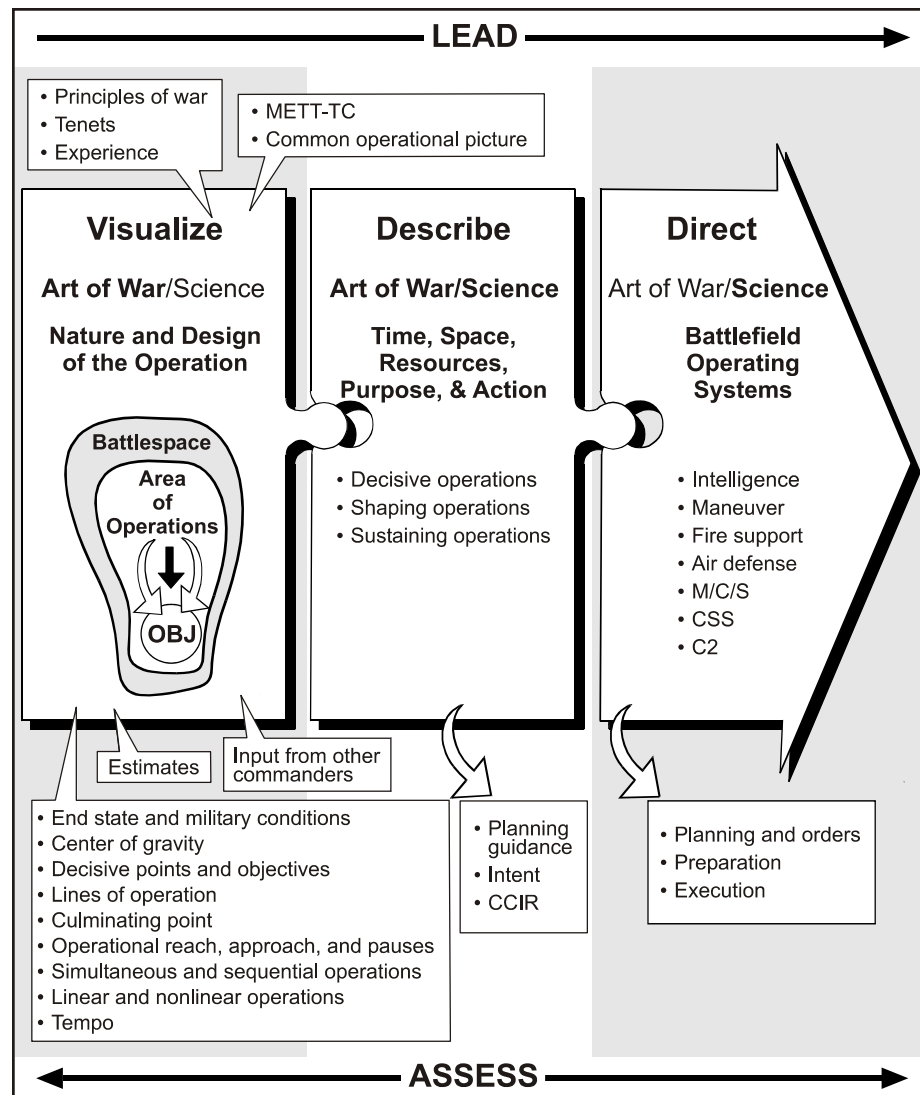 LEAD
• Principles of war
• Tenets
• Experience
• METT-TC
• Common operational picture
Visualize
Art of War/Science
Nature and Design
of the Operation
Battlespace
Area
of
Operations
OBJ
Describe
Art of War/Science
Time, Space,
Resources,
Purpose, & Action
• Decisive operations
• Shaping operations
• Sustaining operations
Direct
Art of War/Science
Battlefield
Operating
Systems
• Intelligence
• Maneuver
• Fire support
• Air defense
• M/C/S
• CSS
• C2
Estimates
Input from other
commanders
• End state and military conditions
• Center of gravity
• Decisive points and objectives
• Lines of operation
• Culminating point
• Operational reach, approach, and pauses
• Simultaneous and sequential operations
• Linear and nonlinear operations
• Tempo
• Planning
guidance
• Intent
• CCIR
• Planning and orders
• Preparation
• Execution
ASSESS